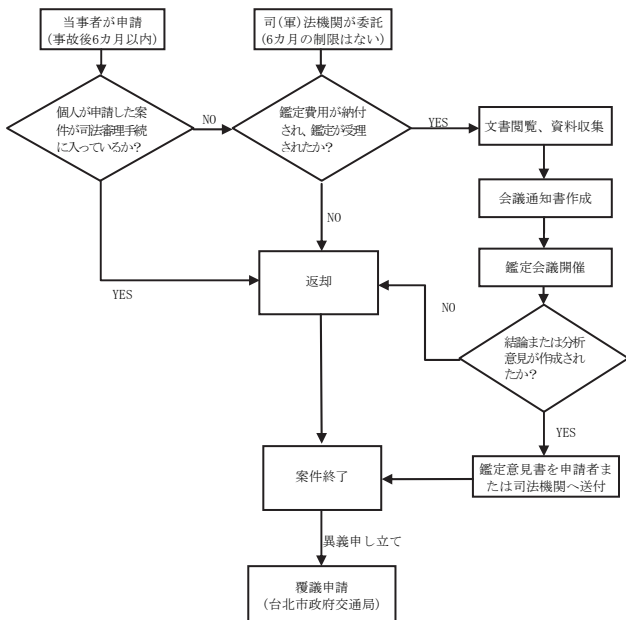 当事者が申請
(事故後6カ月以内)
司(軍)法機関が委託
(6カ月の制限はない)
個人が申請した案
件が司法審理手続
に入っているか?
NO
鑑定費用が納付
され、鑑定が受理
されたか?
YES
文書閲覧、資料収集
会議通知書作成
NO
鑑定会議開催
返却
YES
NO
結論または分析
意見が作成され
たか?
YES
案件終了
鑑定意見書を申請者ま
たは司法機関へ送付
異義申し立て
覆議申請
(台北市政府交通局)